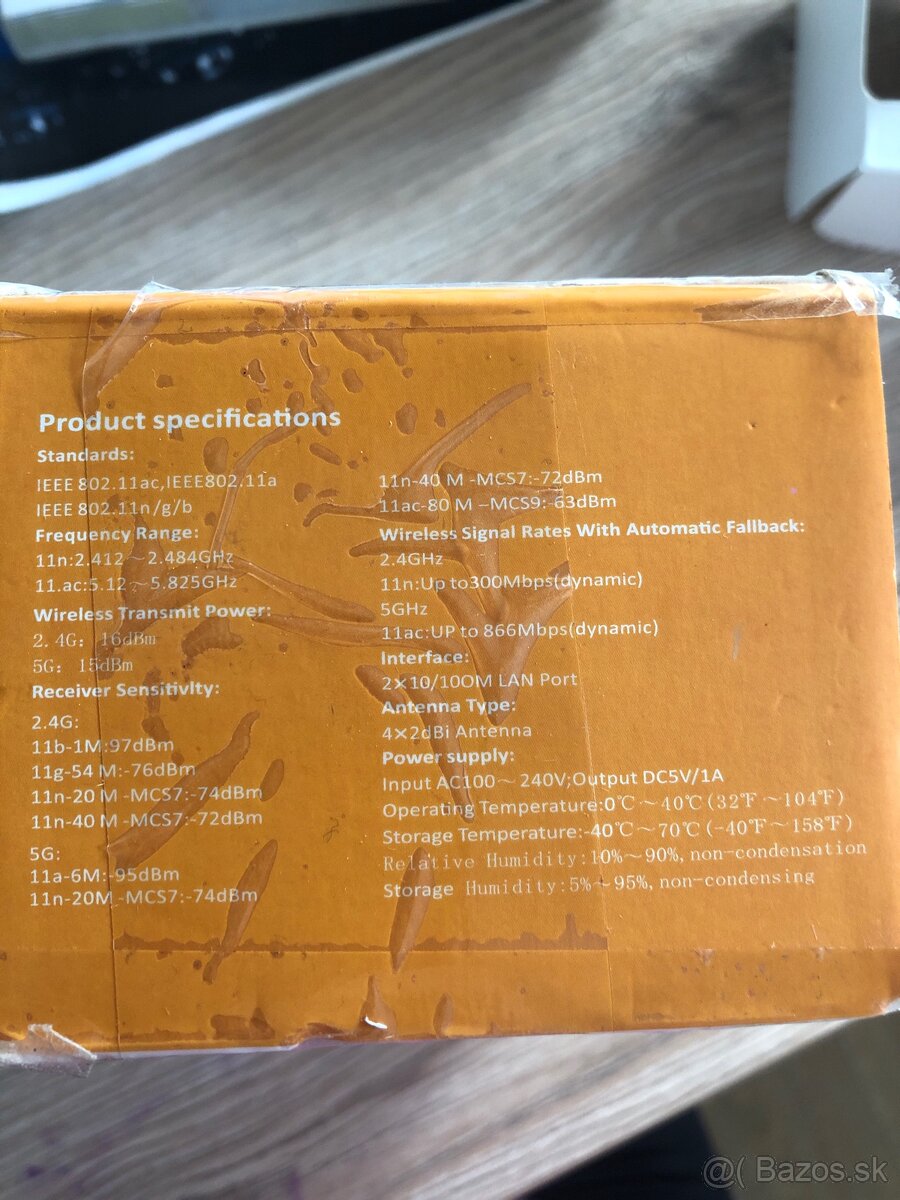 Product specifications
Standards:
IEEE 802.11ac,IEEE802.11a
IEEE 802.11n/g/b
Frequency Range:
11n:2.412~2.484GHz
11.ac:5.12~5.825GHz
Wireless Transmit Power:
2.4G: 16dBm
5G: 15dBm
Receiver Sensitivity:
2.4G:
11b-1M:97dBm
11g-54 M:-76dBm
11n-20 M -MCS7:-74dBm
11n-40 M -MCS7:-72dBm
5G:
11a-6M:-95dBm
11n-20M -MCS7:-74dBm
11n-40 M -MCS7:-72dBm
11ac-80 M –MCS9:-63dBm
Wireless Signal Rates With Automatic Fallback:
2.4GHz
11n:Up to300Mbps(dynamic)
5GHz
11ac:UP to 866Mbps(dynamic)
Interface:
2×10/10OM LAN Port
Antenna Type:
4×2dBi Antenna
Power supply:
Input AC100~240V;Output DC5V/1A
Operating Temperature:0℃~40℃(32℉~104℉)
Storage Temperature:-40℃~70℃(-40℉~158℉)
Relative Humidity:10%~90%,non-condensation
Storage Humidity:5%~95%,non-condensing
@( Bazos.sk